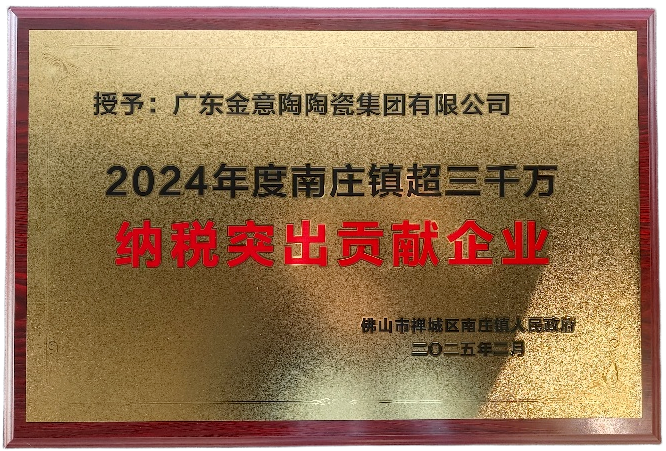 授予：广东金意陶陶瓷集团有限公司
2024年度南庄镇超三千万
纳税突出贡献企业
佛山市禅城区南庄镇人民政府
二〇二五年二月